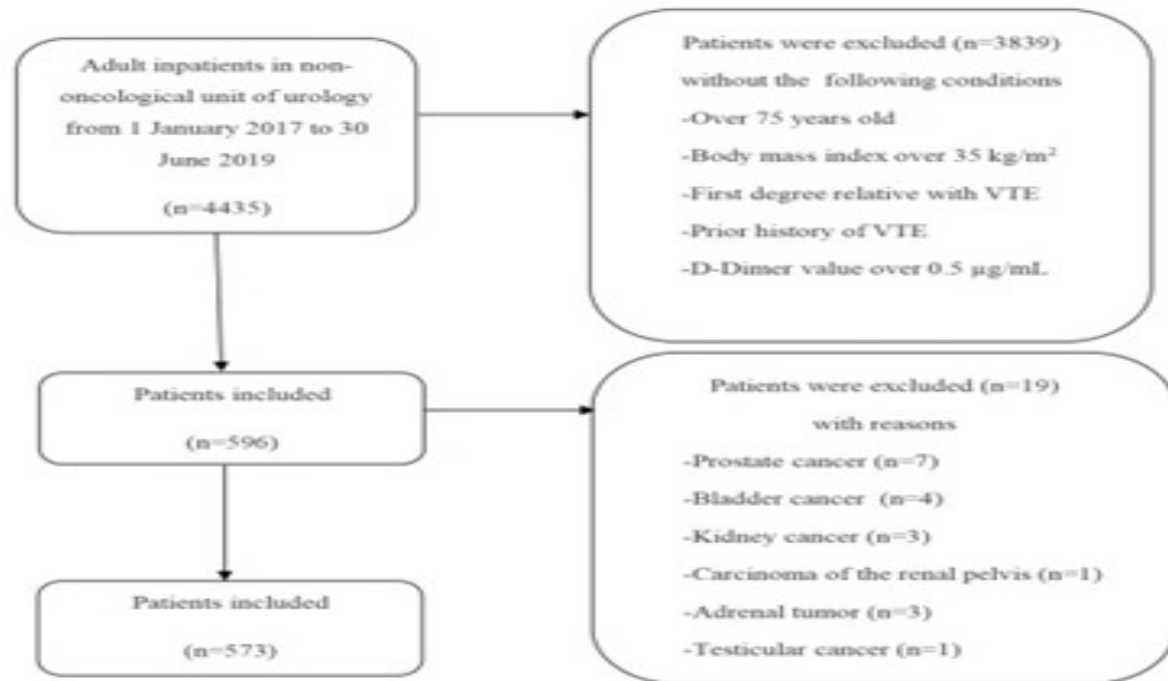 Adult inpatients in non-
oncological unit of urology
from 1 January 2017 to 30
June 2019
(n=4435)
Patients were excluded (n=3839)
without the following conditions
-Over 75 years old
-Body mass index over 35 kg/m²
-First degree relative with VTE
-Prior history of VTE
-D-Dimer value over 0.5 µg/mL
Patients included
(n=596)
Patients were excluded (n=19)
with reasons
-Prostate cancer (n=7)
-Bladder cancer (n=4)
-Kidney cancer (n=3)
-Carcinoma of the renal pelvis (n=1)
-Adrenal tumor (n=3)
-Testicular cancer (n=1)
Patients included
(n=573)